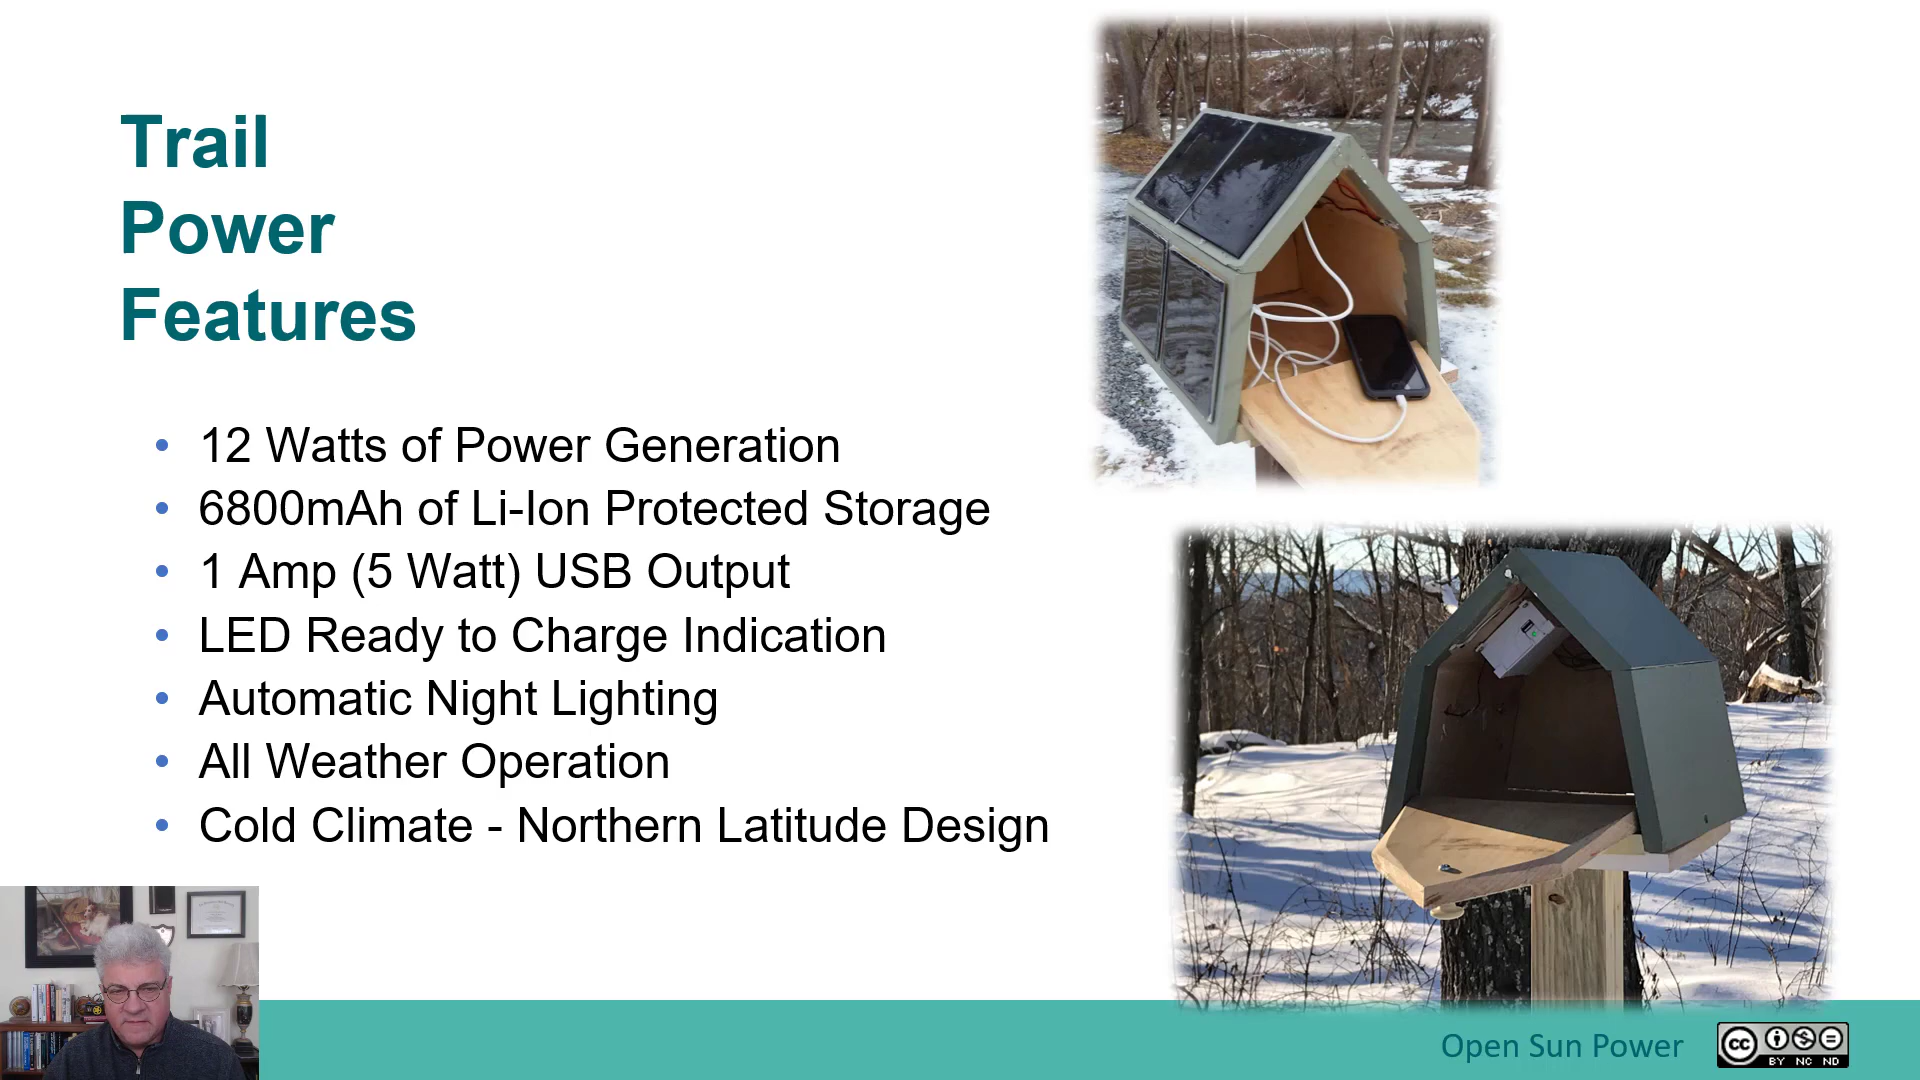 Trail
Power
Features
• 12 Watts of Power Generation
• 6800mAh of Li-Ion Protected Storage
• 1 Amp (5 Watt) USB Output
• LED Ready to Charge Indication
• Automatic Night Lighting
• All Weather Operation
• Cold Climate - Northern Latitude Design
Open Sun Power
cc
BY NC ND